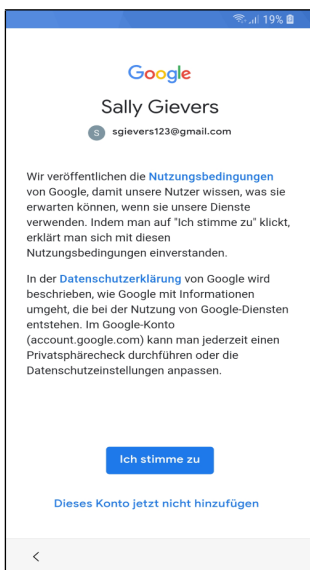 19%
Google
Sally Gievers
S sgievers123@gmail.com
Wir veröffentlichen die Nutzungsbedingungen
von Google, damit unsere Nutzer wissen, was sie
erwarten können, wenn sie unsere Dienste
verwenden. Indem man auf "Ich stimme zu" klickt,
erklärt man sich mit diesen
Nutzungsbedingungen einverstanden.
In der Datenschutzerklärung von Google wird
beschrieben, wie Google mit Informationen
umgeht, die bei der Nutzung von Google-Diensten
entstehen. Im Google-Konto
(account.google.com) kann man jederzeit einen
Privatsphärecheck durchführen oder die
Datenschutzeinstellungen anpassen.
Ich stimme zu
Dieses Konto jetzt nicht hinzufügen